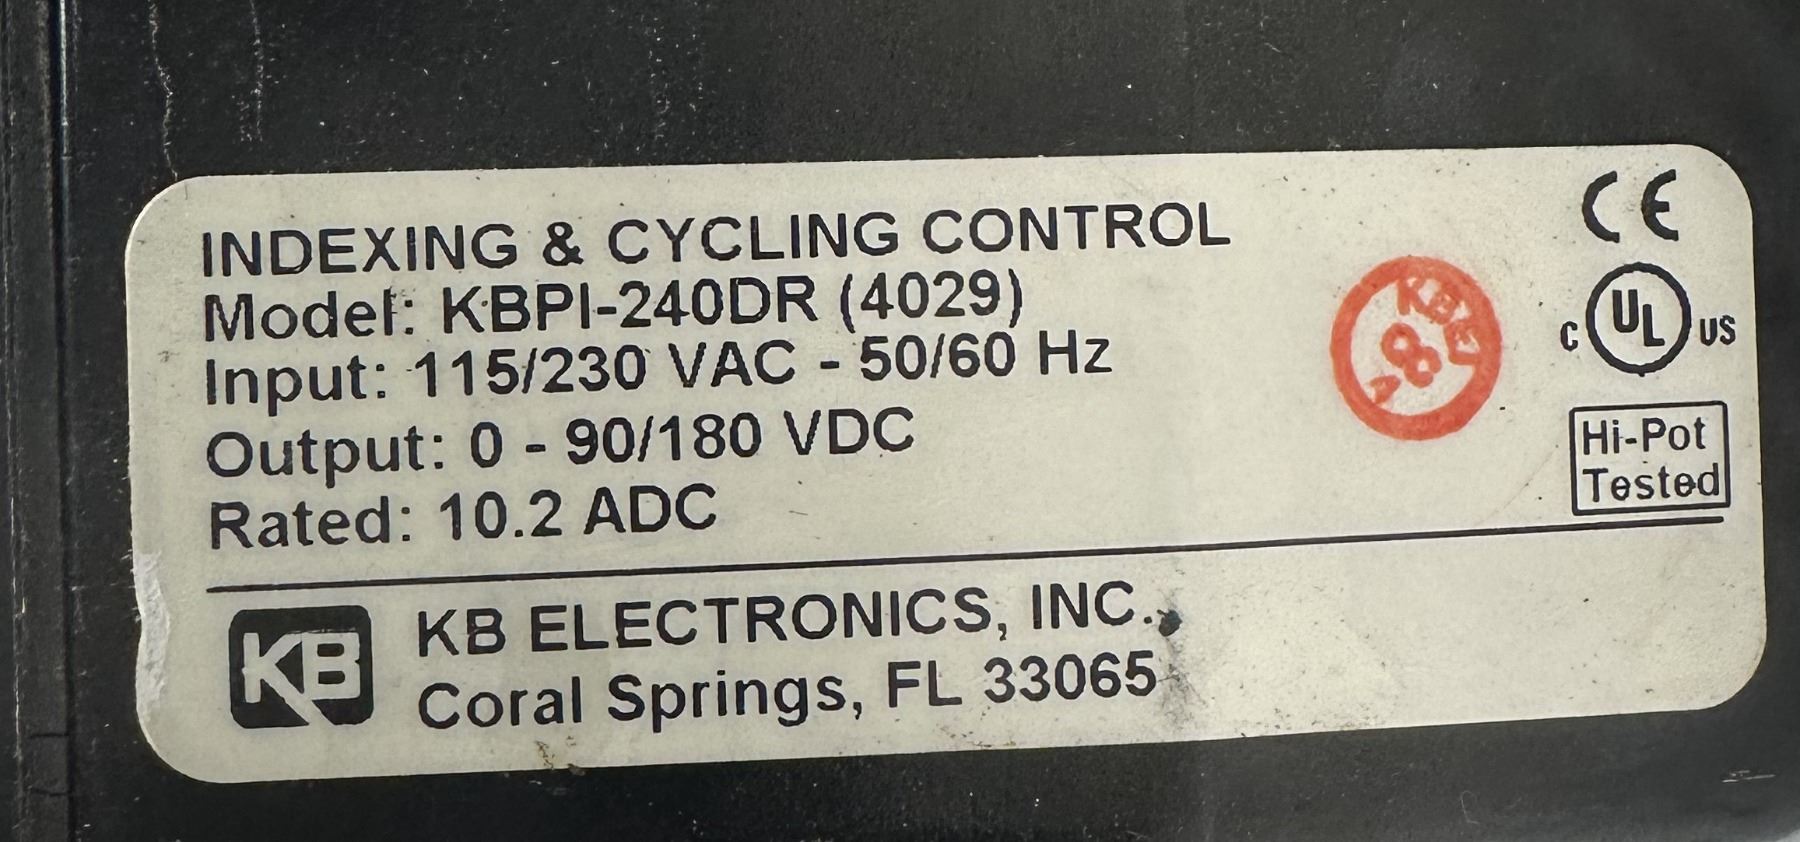 INDEXING & CYCLING CONTROL
Model: KBPI-240DR (4029)
Input: 115/230 VAC - 50/60 Hz
Output: 0 - 90/180 VDC
Rated: 10.2 ADC
CE
C UL US
Hi-Pot
Tested
KB
KB ELECTRONICS, INC.
Coral Springs, FL 33065